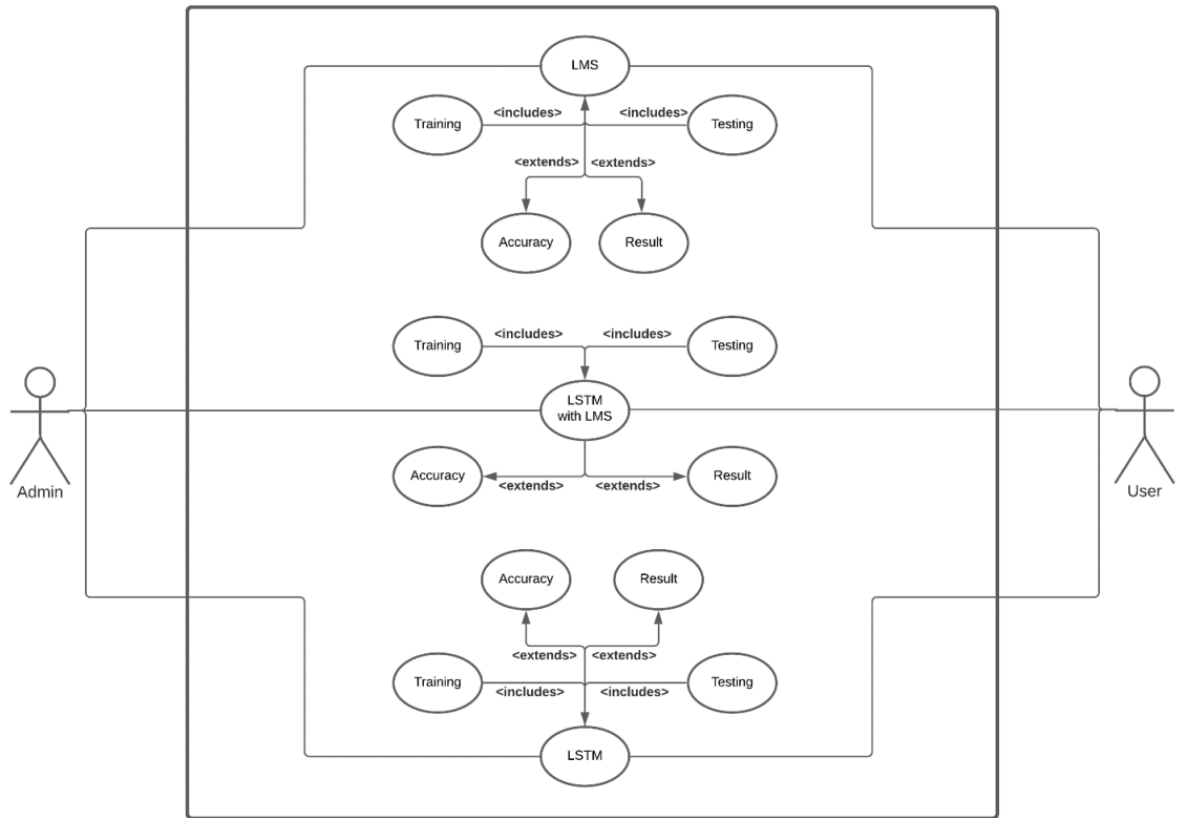 LMS
Training
<includes>
<includes>
Testing
<extends>
<extends>
Accuracy
Result
Training
<includes>
<includes>
Testing
LSTM
with LMS
Accuracy
<extends>
<extends>
Result
Admin
User
Accuracy
Result
<extends>
<extends>
Training
<includes>
<includes>
Testing
LSTM